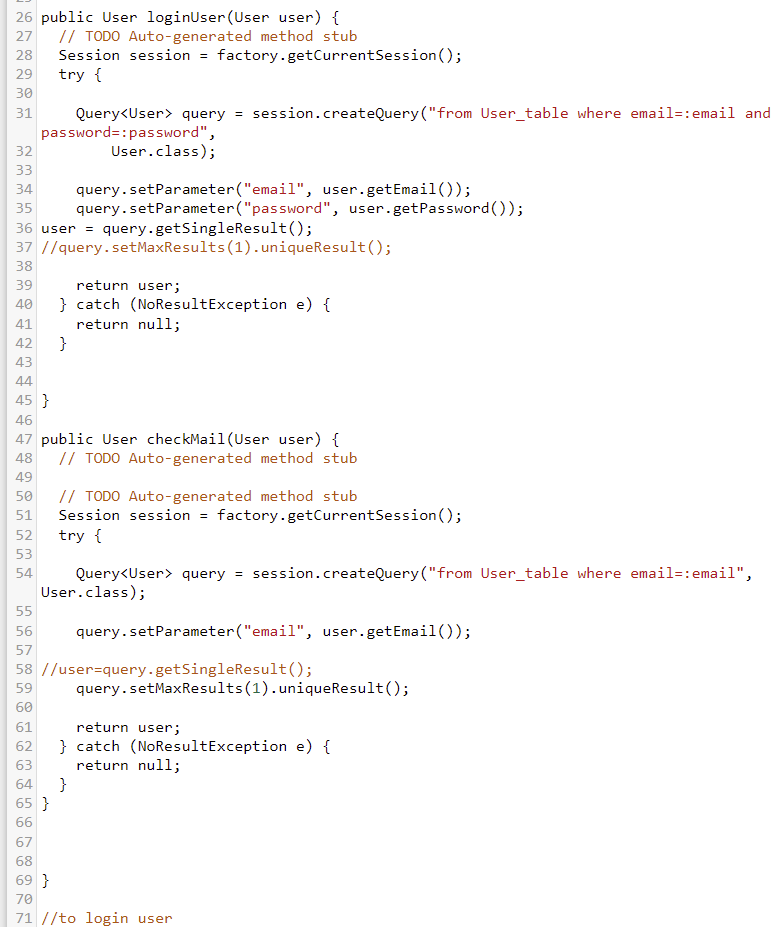 26 public User loginUser(User user) {
27   // TODO Auto-generated method stub
28   Session session = factory.getCurrentSession();
29   try {
30
31     Query<User> query = session.createQuery("from User_table where email=:email and
password=:password",
32         User.class);
33
34     query.setParameter("email", user.getEmail());
35     query.setParameter("password", user.getPassword());
36 user = query.getSingleResult();
37 //query.setMaxResults(1).uniqueResult();
38
39     return user;
40   } catch (NoResultException e) {
41     return null;
42   }
43
44
45 }
46
47 public User checkMail(User user) {
48   // TODO Auto-generated method stub
49
50   // TODO Auto-generated method stub
51   Session session = factory.getCurrentSession();
52   try {
53
54     Query<User> query = session.createQuery("from User_table where email=:email",
User.class);
55
56     query.setParameter("email", user.getEmail());
57
58 //user=query.getSingleResult();
59     query.setMaxResults(1).uniqueResult();
60
61     return user;
62   } catch (NoResultException e) {
63     return null;
64   }
65 }
66
67
68
69 }
70
71 //to login user